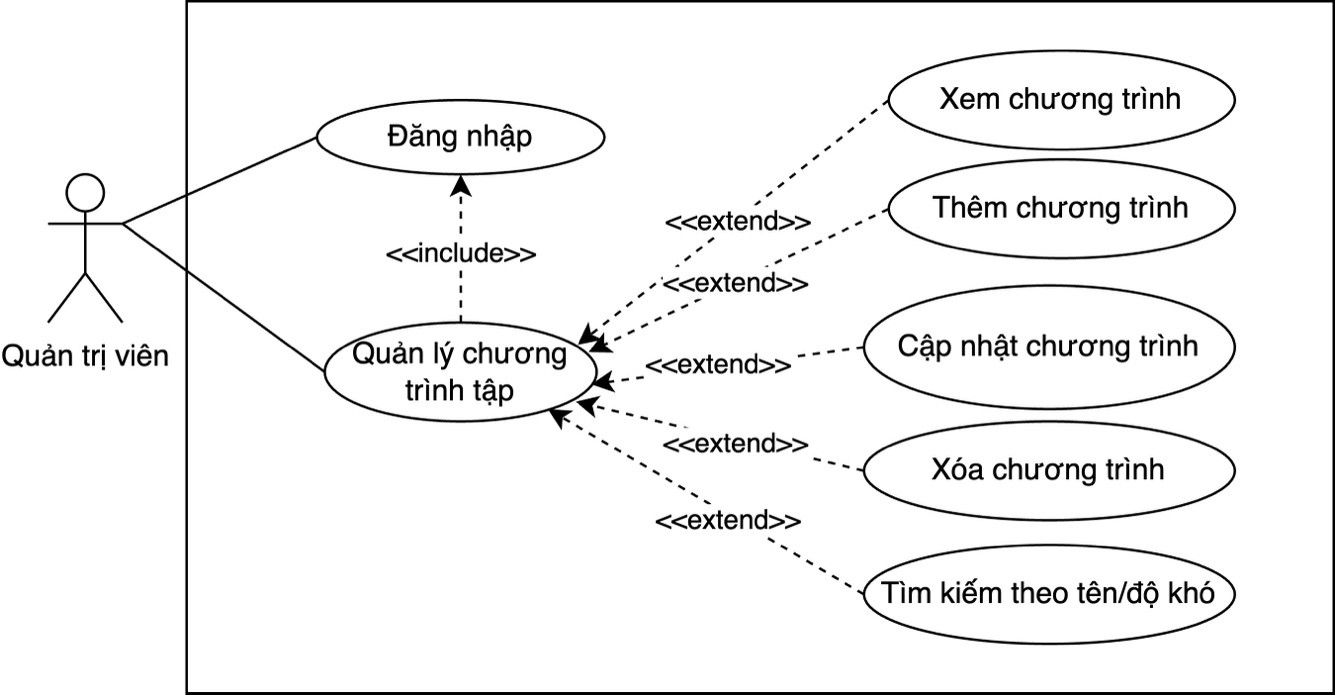 Đăng nhập
<<include>>
Quản lý chương
trình tập
Quản trị viên
Xem chương trình
<<extend>>
Thêm chương trình
<<extend>>
Cập nhật chương trình
<<extend>>
Xóa chương trình
<<extend>>
Tìm kiếm theo tên/độ khó
<<extend>>